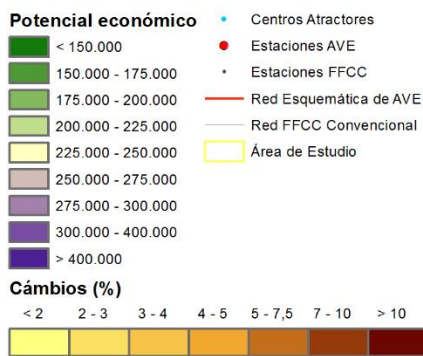 Potencial económico
< 150.000
150.000 - 175.000
175.000 - 200.000
200.000 - 225.000
225.000 - 250.000
250.000 - 275.000
275.000 - 300.000
300.000 - 400.000
> 400.000
Centros Atractores
Estaciones AVE
Estaciones FFCC
Red Esquemática de AVE
Red FFCC Convencional
Área de Estudio
Cámbios (%)
< 2 2 - 3 3 - 4 4 - 5 5 - 7,5 7 - 10 > 10